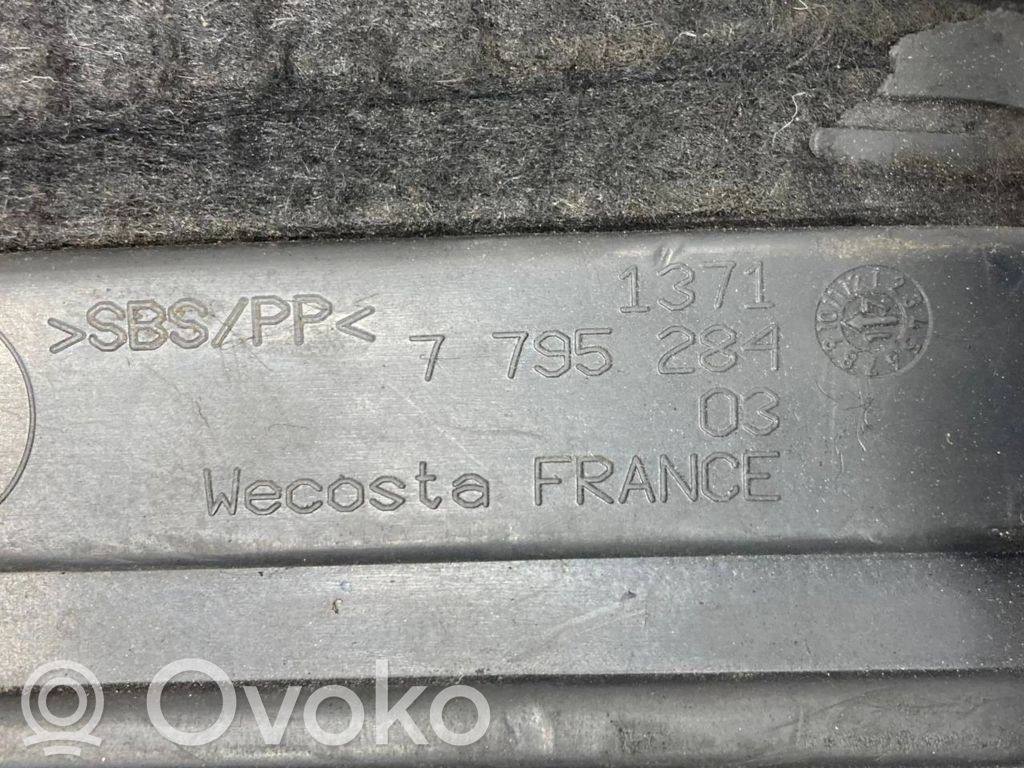 >SBS/PP<
1371
7 795 284
03
Wecosta FRANCE
Ovoko